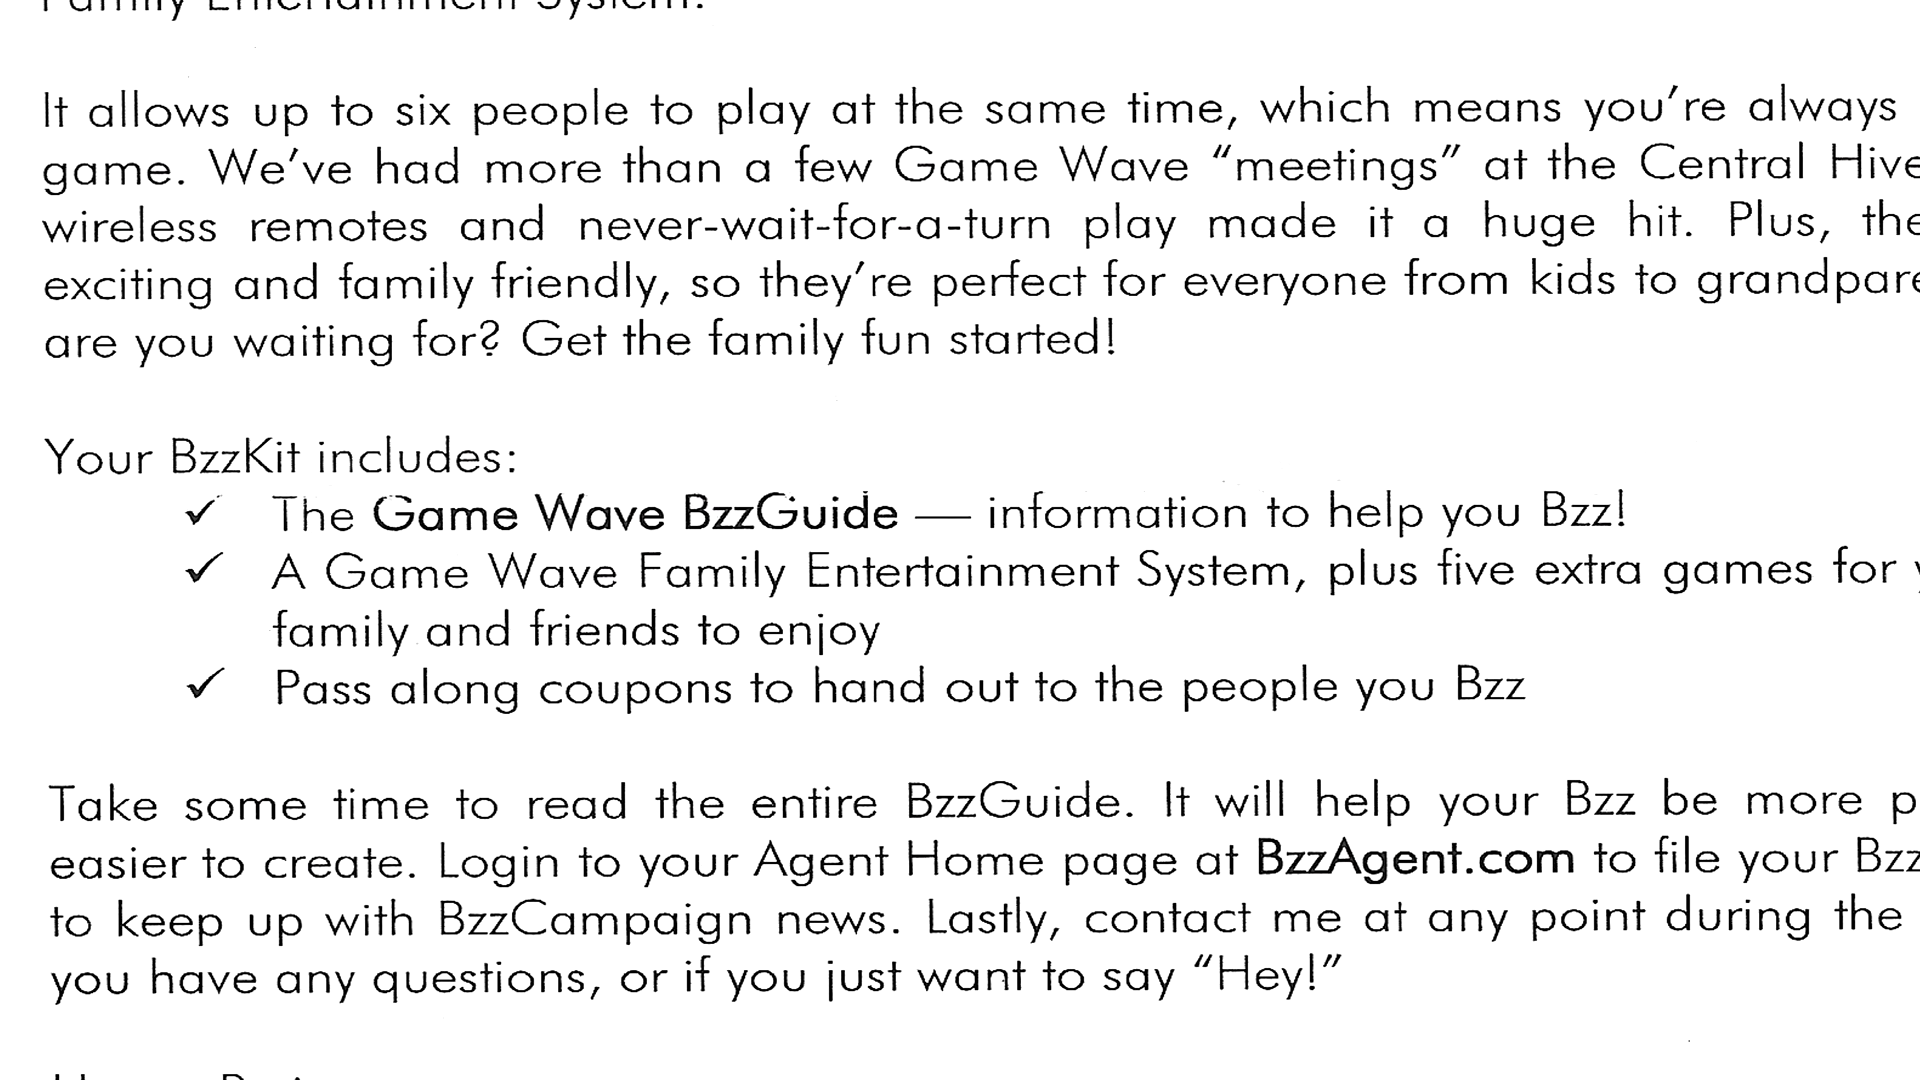 Family Entertainment System.
It allows up to six people to play at the same time, which means you’re always
game. We’ve had more than a few Game Wave “meetings” at the Central Hive
wireless remotes and never-wait-for-a-turn play made it a huge hit. Plus, the
exciting and family friendly, so they’re perfect for everyone from kids to grandpare
are you waiting for? Get the family fun started!
Your BzzKit includes:
✓ The Game Wave BzzGuide — information to help you Bzz!
✓ A Game Wave Family Entertainment System, plus five extra games for
family and friends to enjoy
✓ Pass along coupons to hand out to the people you Bzz
Take some time to read the entire BzzGuide. It will help your Bzz be more p
easier to create. Login to your Agent Home page at BzzAgent.com to file your Bzz
to keep up with BzzCampaign news. Lastly, contact me at any point during the
you have any questions, or if you just want to say “Hey!”